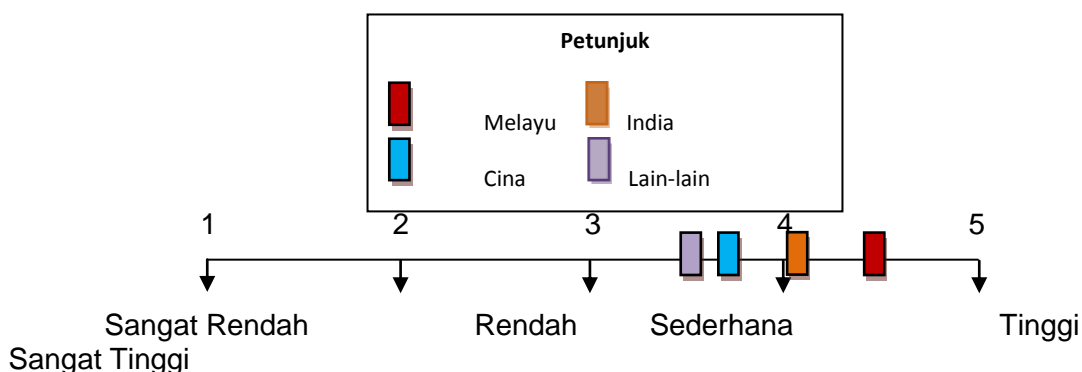 Petunjuk
Melayu India
Cina Lain-lain
1 2 3 4 5
Sangat Rendah Rendah Sederhana Tinggi
Sangat Tinggi